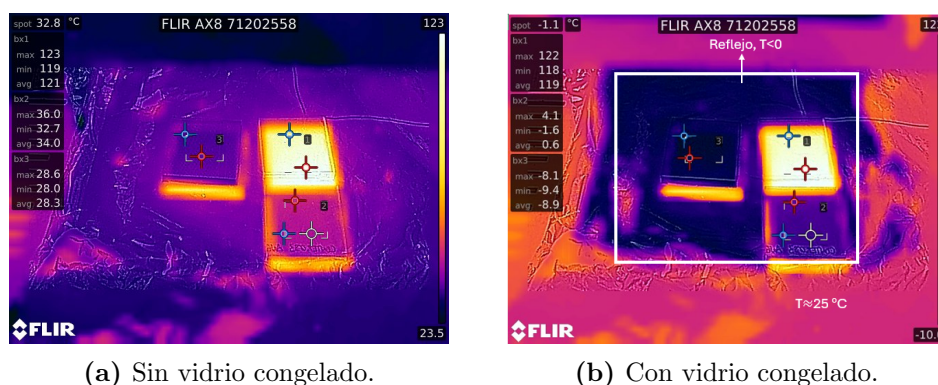 spot 32.8 °C
FLIR AX8 71202558
123
bx1
max 123
min 119
avg 121
bx2
max 36.0
min 32.7
avg 34.0
bx3
max 28.6
min 28.0
avg 28.3
3
1
2
FLIR
23.5
(a) Sin vidrio congelado.
spot -1.1 °C
FLIR AX8 71202558
Reflejo, T<0
bx1
max 122
min 118
avg 119
bx2
max 4.1
min -1.6
avg 0.6
bx3
max -8.1
min -9.4
avg -8.9
3
1
2
T≈25 °C
FLIR
(b) Con vidrio congelado.